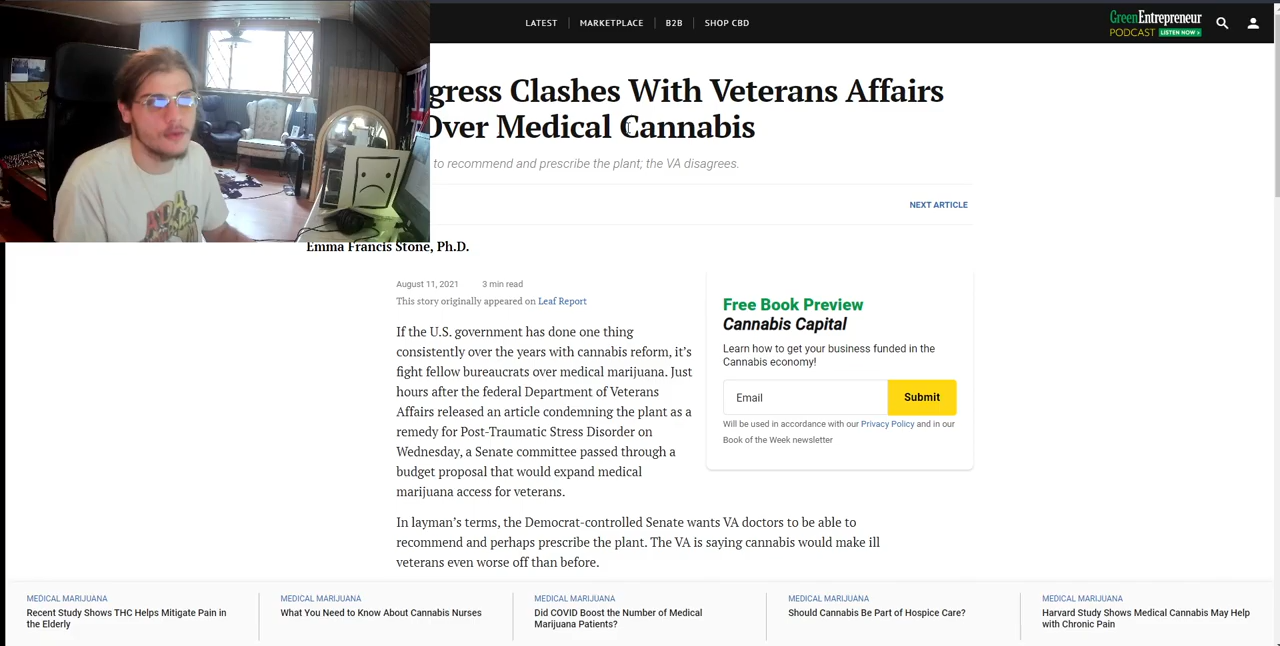 LATEST
MARKETPLACE
B2B
SHOP CBD
GreenEntrepreneur
PODCAST LISTEN NOW >
gress Clashes With Veterans Affairs
Over Medical Cannabis
to recommend and prescribe the plant; the VA disagrees.
NEXT ARTICLE
Emma Francis Stone, Ph.D.
August 11, 2021 3 min read
This story originally appeared on Leaf Report
If the U.S. government has done one thing
consistently over the years with cannabis reform, it's
fight fellow bureaucrats over medical marijuana. Just
hours after the federal Department of Veterans
Affairs released an article condemning the plant as a
remedy for Post-Traumatic Stress Disorder on
Wednesday, a Senate committee passed through a
budget proposal that would expand medical
marijuana access for veterans.
Free Book Preview
Cannabis Capital
Learn how to get your business funded in the
Cannabis economy!
Email
Submit
Will be used in accordance with our Privacy Policy and in our
Book of the Week newsletter
In layman's terms, the Democrat-controlled Senate wants VA doctors to be able to
recommend and perhaps prescribe the plant. The VA is saying cannabis would make ill
veterans even worse off than before.
MEDICAL MARIJUANA
Recent Study Shows THC Helps Mitigate Pain in
the Elderly
MEDICAL MARIJUANA
What You Need to Know About Cannabis Nurses
MEDICAL MARIJUANA
Did COVID Boost the Number of Medical
Marijuana Patients?
MEDICAL MARIJUANA
Should Cannabis Be Part of Hospice Care?
MEDICAL MARIJUANA
Harvard Study Shows Medical Cannabis May Help
with Chronic Pain